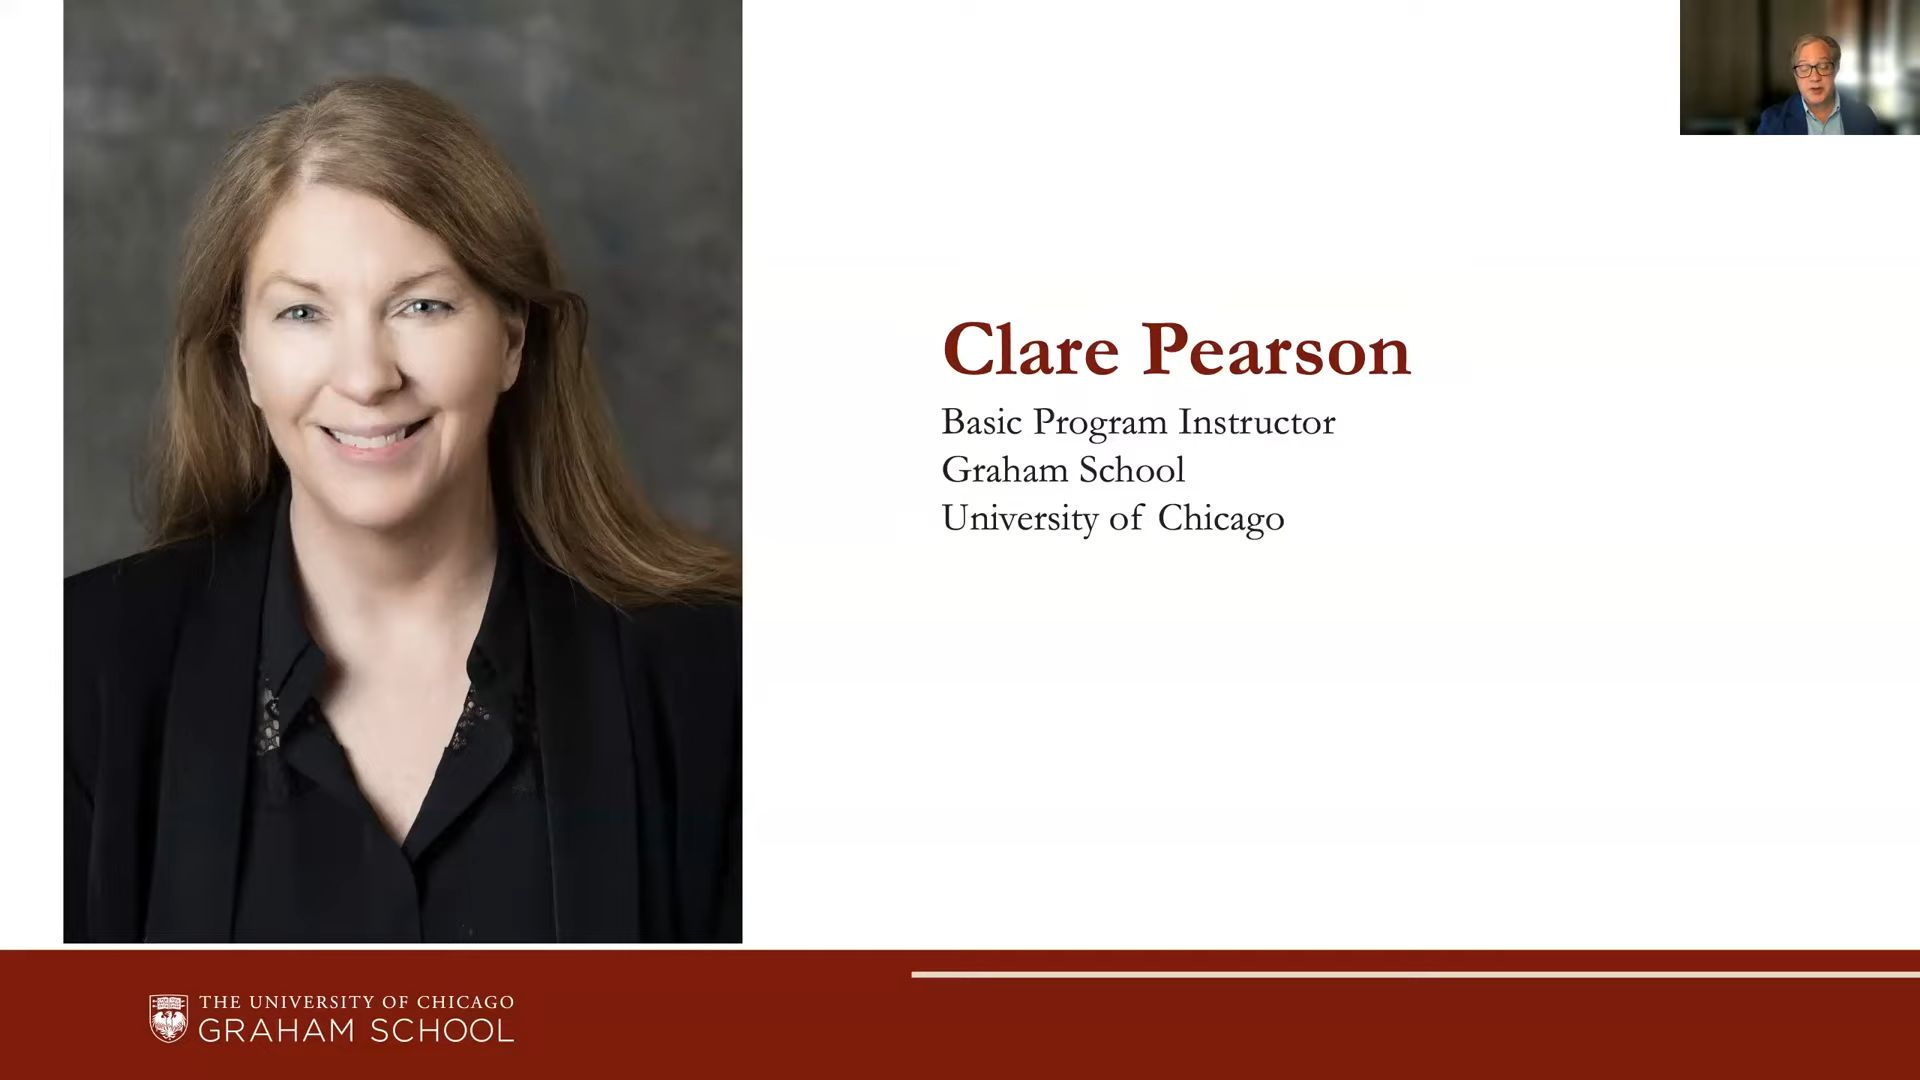 Clare Pearson
Basic Program Instructor
Graham School
University of Chicago
THE UNIVERSITY OF CHICAGO
GRAHAM SCHOOL